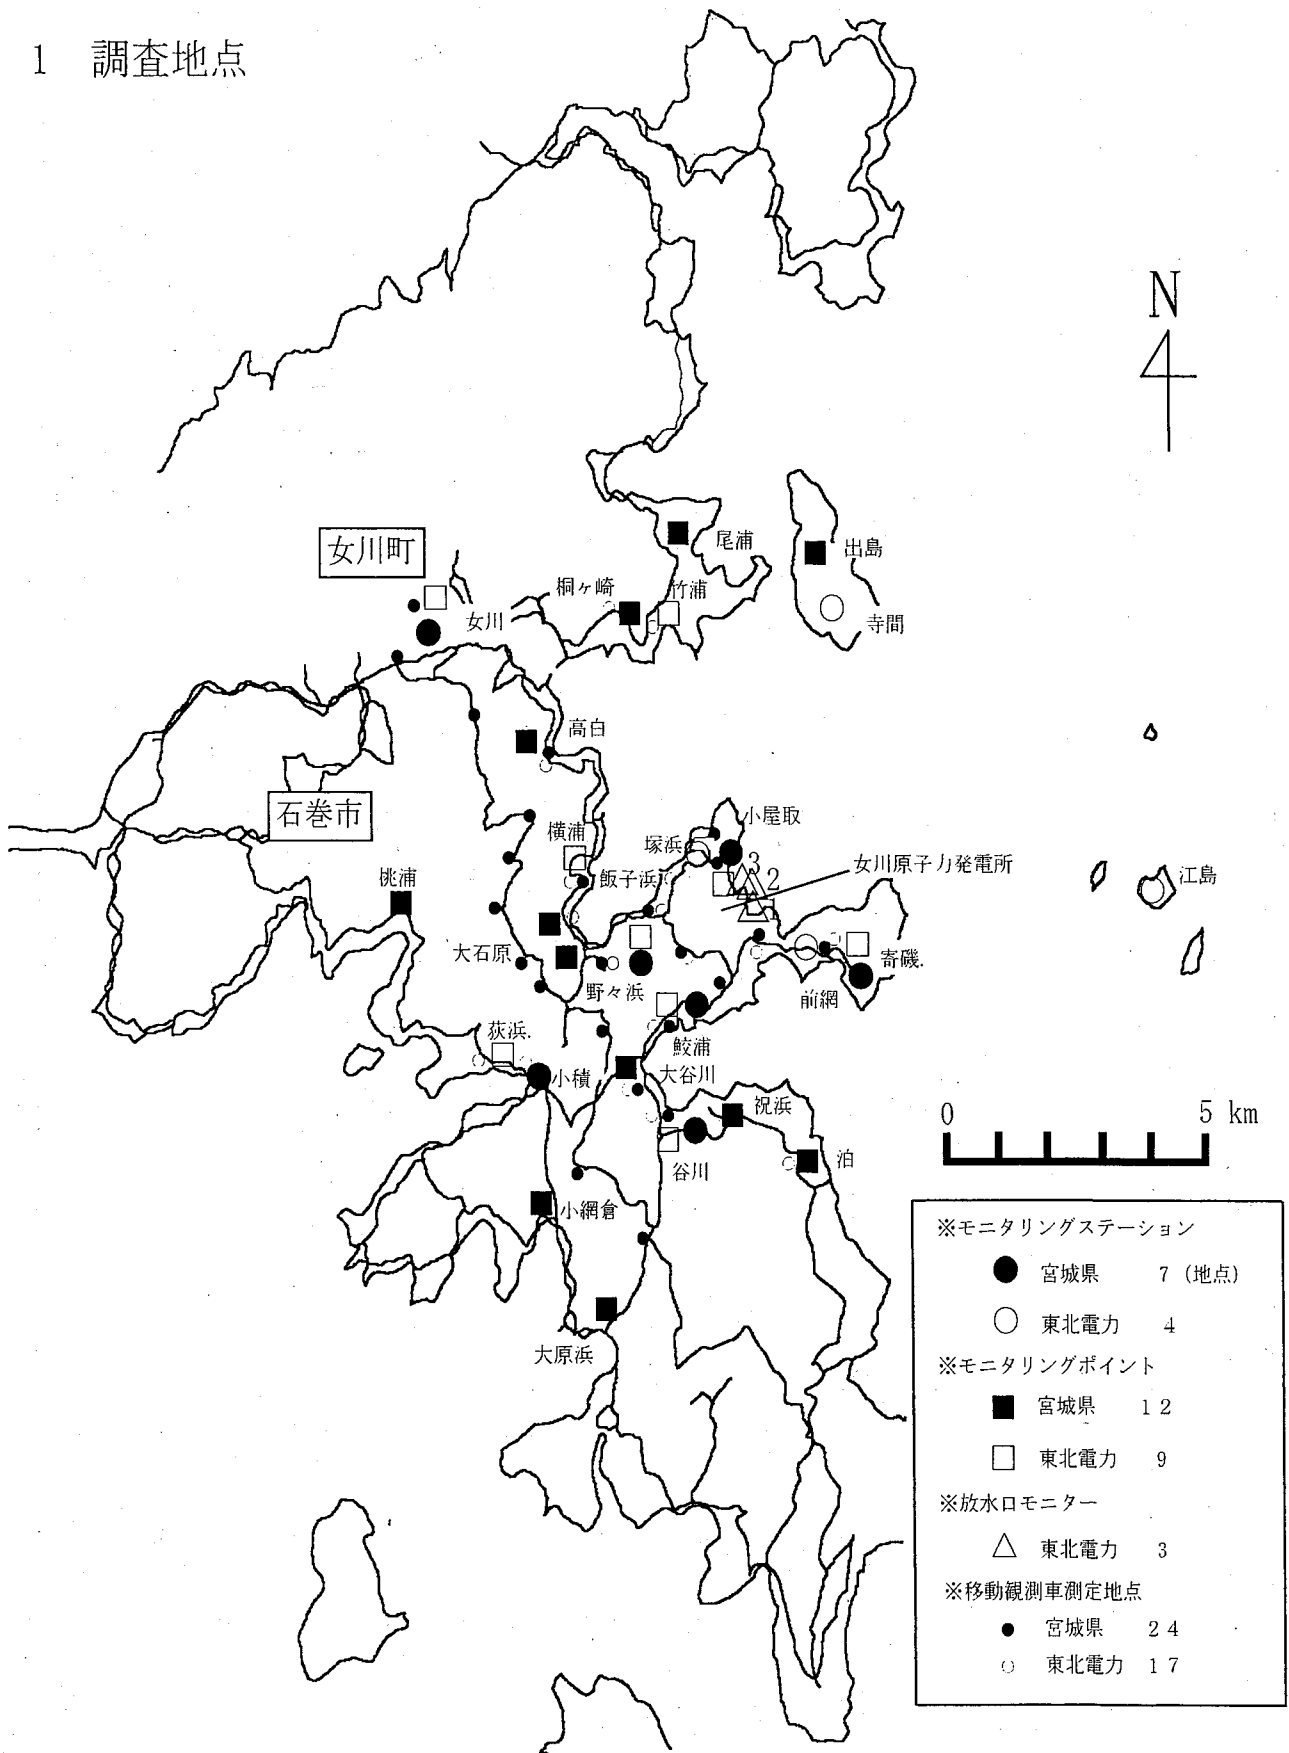 1 調査地点
N
女川町
尾浦
出島
桐ヶ崎
竹浦
女川
寺間
高白
石巻市
小屋取
横浦
塚浜
3
女川原子力発電所
桃浦
飯子浜
2
江島
1
大石原
寄磯.
野々浜
前網
荻浜.
鮫浦
小積
大谷川
祝浜
0 5 km
谷川
泊
小網倉
大原浜
※モニタリングステーション
宮城県 7 (地点)
東北電力 4
※モニタリングポイント
宮城県 12
東北電力 9
※放水口モニター
東北電力 3
※移動観測車測定地点
宮城県 24
東北電力 17